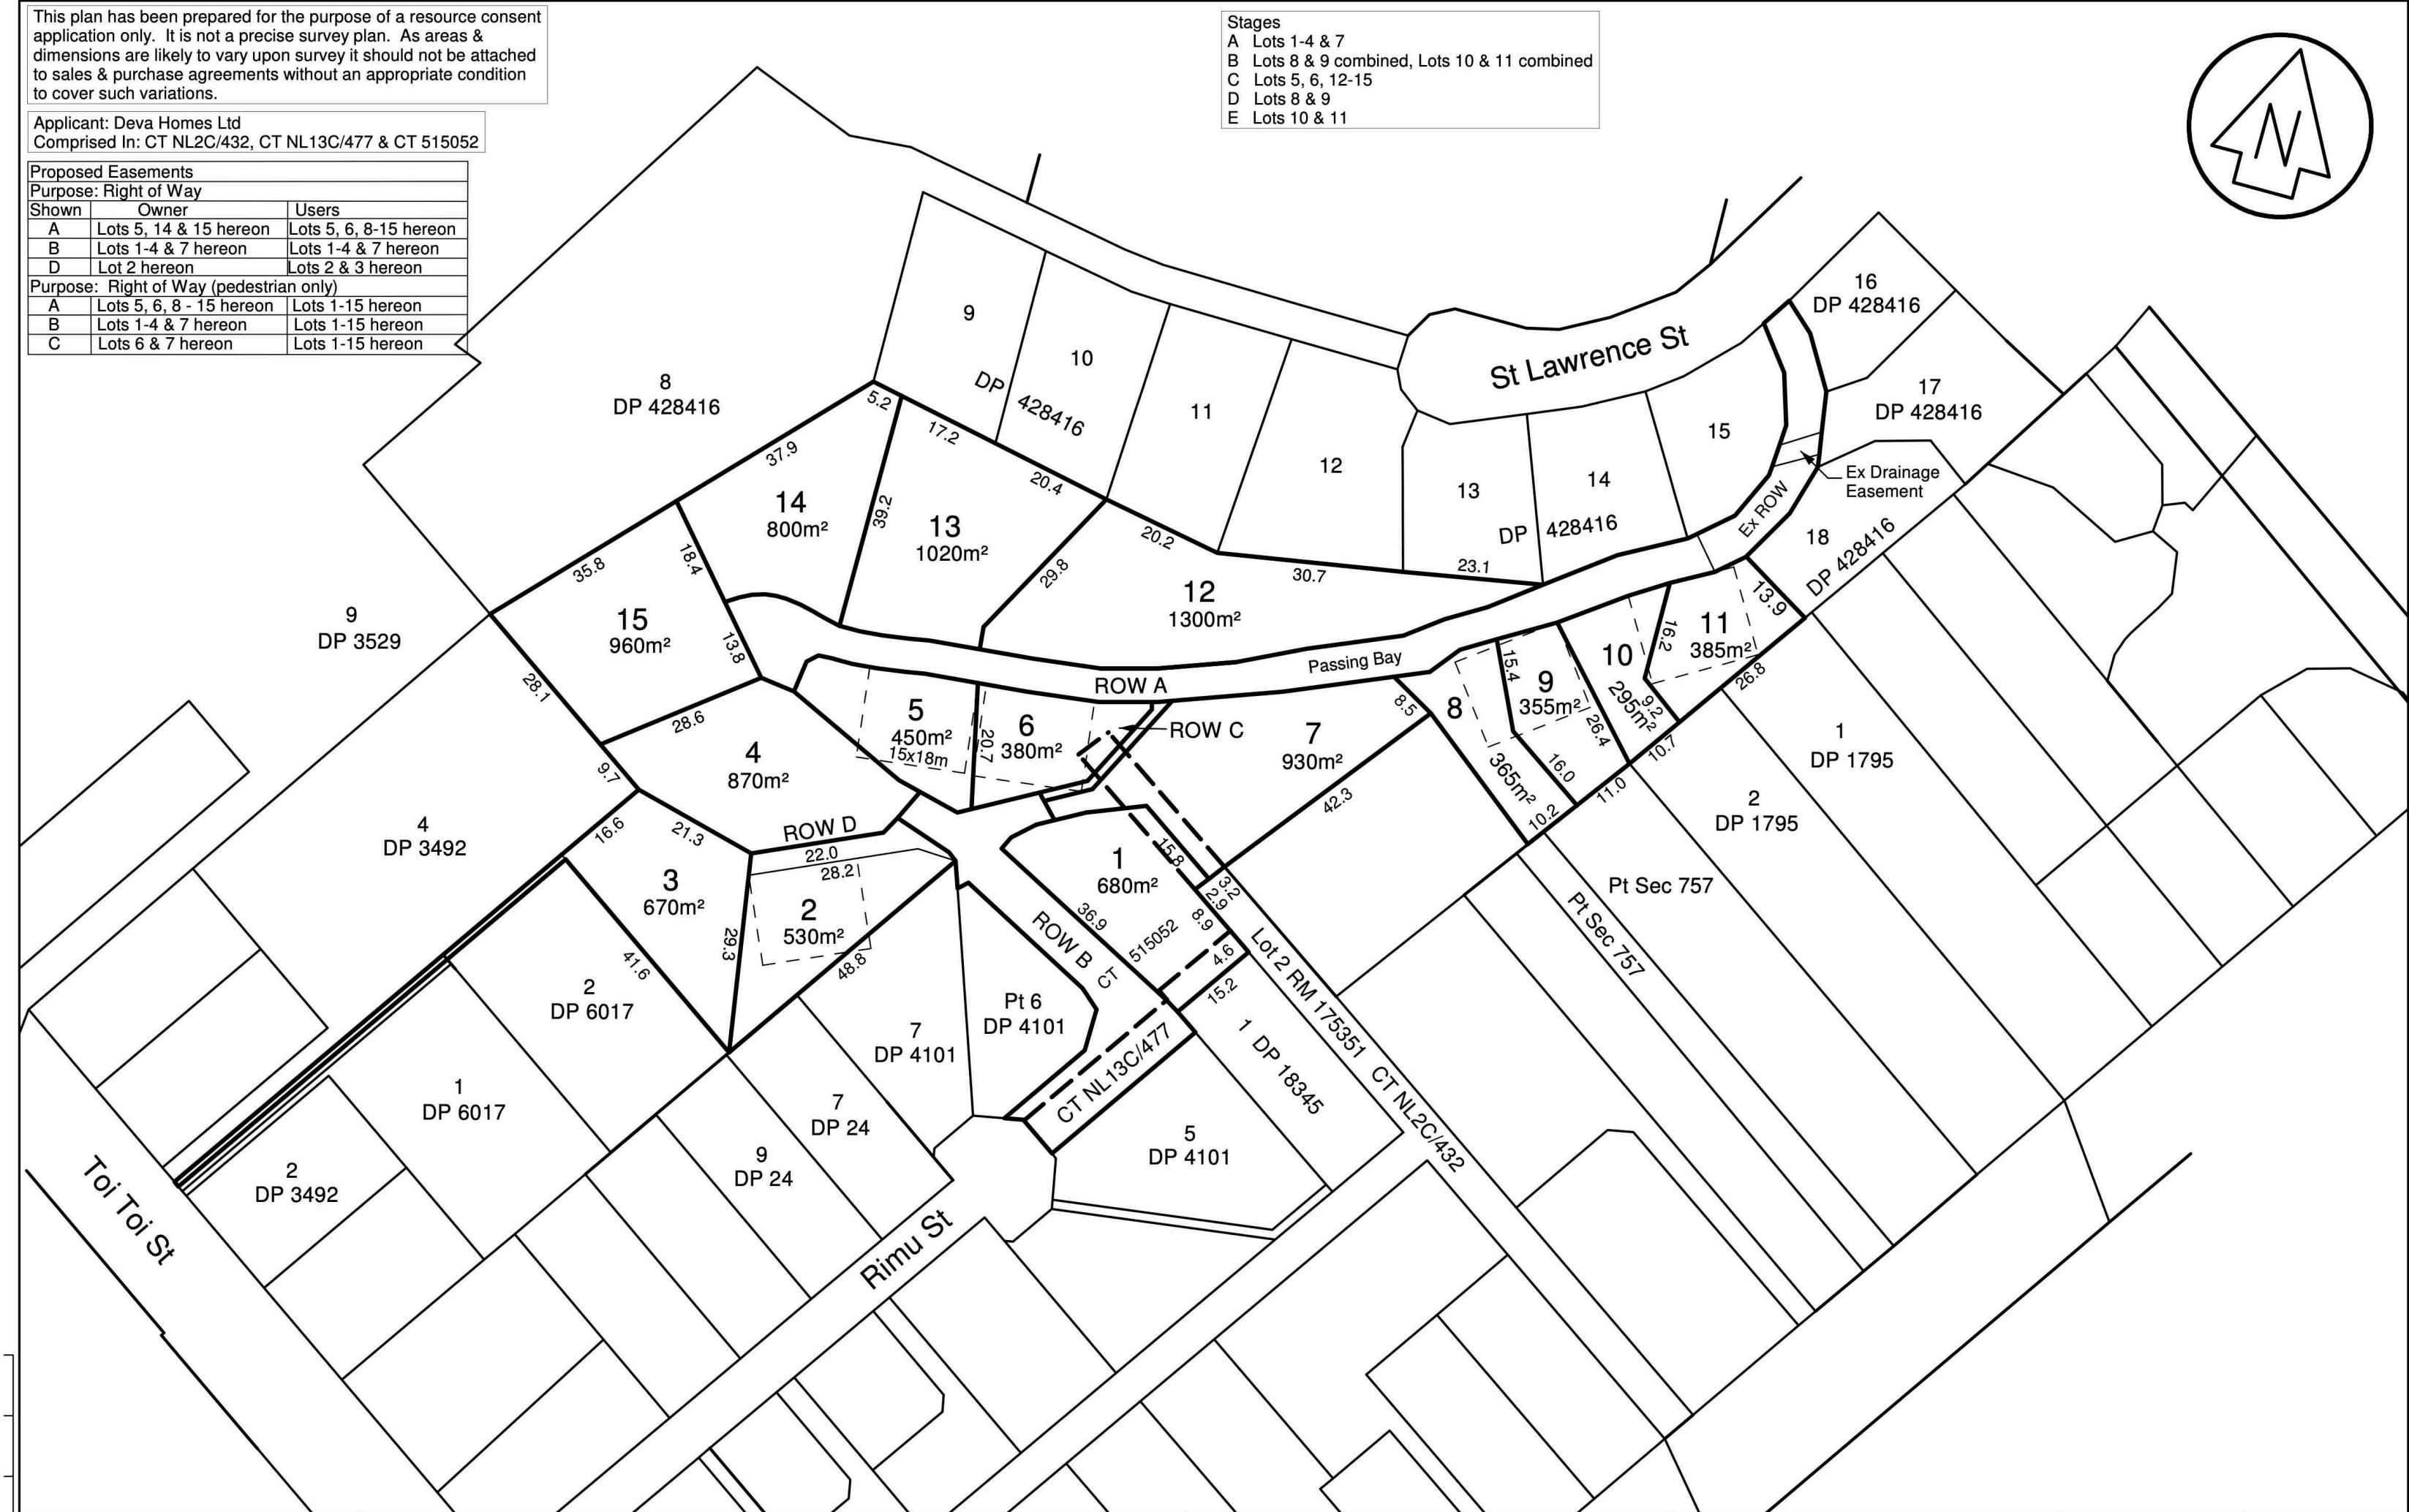 This plan has been prepared for the purpose of a resource consent
application only. It is not a precise survey plan. As areas &
dimensions are likely to vary upon survey it should not be attached
to sales & purchase agreements without an appropriate condition
to cover such variations.
Applicant: Deva Homes Ltd
Comprised In: CT NL2C/432, CT NL13C/477 & CT 515052
Proposed Easements
Purpose: Right of Way
Shown Owner Users
A Lots 5, 14 & 15 hereon Lots 5, 6, 8-15 hereon
B Lots 1-4 & 7 hereon Lots 1-4 & 7 hereon
D Lot 2 hereon Lots 2 & 3 hereon
Purpose: Right of Way (pedestrian only)
A Lots 5, 6, 8 - 15 hereon Lots 1-15 hereon
B Lots 1-4 & 7 hereon Lots 1-15 hereon
C Lots 6 & 7 hereon Lots 1-15 hereon
Stages
A Lots 1-4 & 7
B Lots 8 & 9 combined, Lots 10 & 11 combined
C Lots 5, 6, 12-15
D Lots 8 & 9
E Lots 10 & 11
N
St Lawrence St
16
DP 428416
17
DP 428416
18
DP 428416
Ex Drainage
Easement
Ex ROW
8
DP 428416
9
10
DP 428416
11
12
13
14
DP 428416
15
5.2
17.2
20.4
20.2
30.7
23.1
37.9
35.8
39.2
29.8
18.4
13.8
28.1
28.6
9.7
14
800m²
13
1020m²
12
1300m²
15
960m²
9
DP 3529
Passing Bay
ROW A
5
450m²
15x18m
20.7
6
380m²
ROW C
7
930m²
8.5
42.3
8
365m²
15.4
16.0
10.2
9
355m²
26.4
11.0
10
295m²
16.2
9.2
10.7
11
385m²
13.9
26.8
4
870m²
ROW D
22.0
28.2
21.3
16.6
3
670m²
41.6
29.3
2
530m²
48.8
1
680m²
15.8
3.2
2.9
8.9
4.6
15.2
36.9
ROW B
CT 515052
CT NL13C/477
Lot 2 RM 175351 CT NL2C/432
1 DP 18345
Pt 6
DP 4101
7
DP 4101
5
DP 4101
7
DP 24
9
DP 24
4
DP 3492
2
DP 6017
1
DP 6017
2
DP 3492
1
DP 1795
2
DP 1795
Pt Sec 757
Pt Sec 757
Toi Toi St
Rimu St